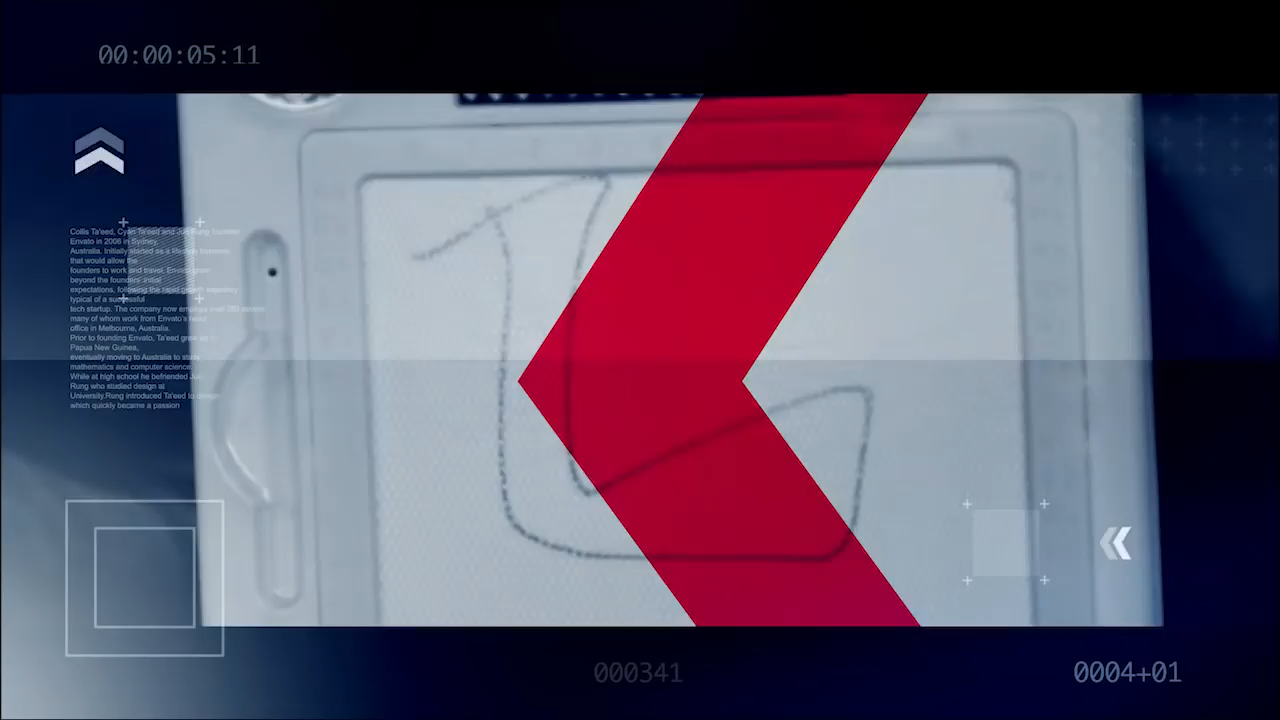 00:00:05:11
Collis Ta'eed, Cyan Ta'eed and Jun Rung founded
Envato in 2006 in Sydney,
Australia. Initially started as a lifestyle business
that would allow the
founders to work and travel, Envato grew
beyond the founders' initial
expectations, following the rapid growth trajectory
typical of a successful
tech startup. The company now employs over 250 people
many of whom work from Envato's head
office in Melbourne, Australia.
Prior to founding Envato, Ta'eed grew up in
Papua New Guinea,
eventually moving to Australia to study
mathematics and computer science.
While at high school he befriended Jun
Rung who studied design at
University.Rung introduced Ta'eed to design
which quickly became a passion
000341
0004+01